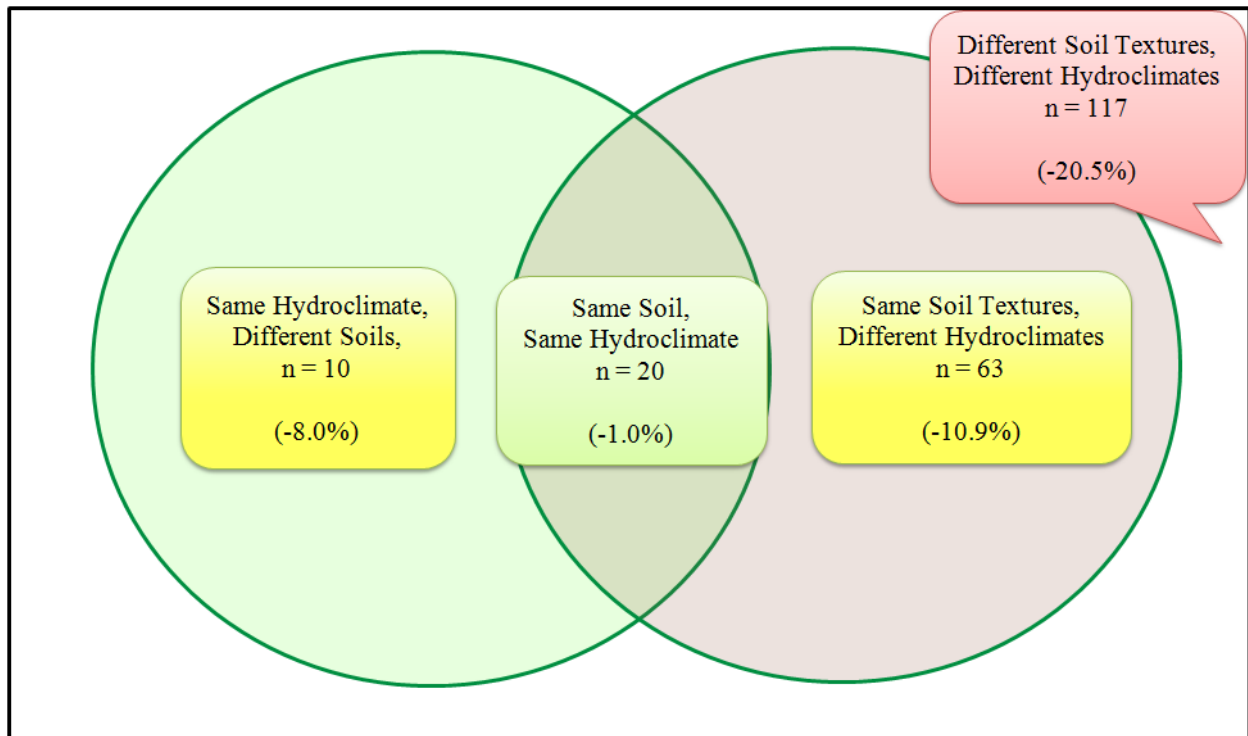 Different Soil Textures,
Different Hydroclimates
n = 117
(-20.5%)
Same Hydroclimate,
Different Soils,
n = 10
(-8.0%)
Same Soil,
Same Hydroclimate
n = 20
(-1.0%)
Same Soil Textures,
Different Hydroclimates
n = 63
(-10.9%)